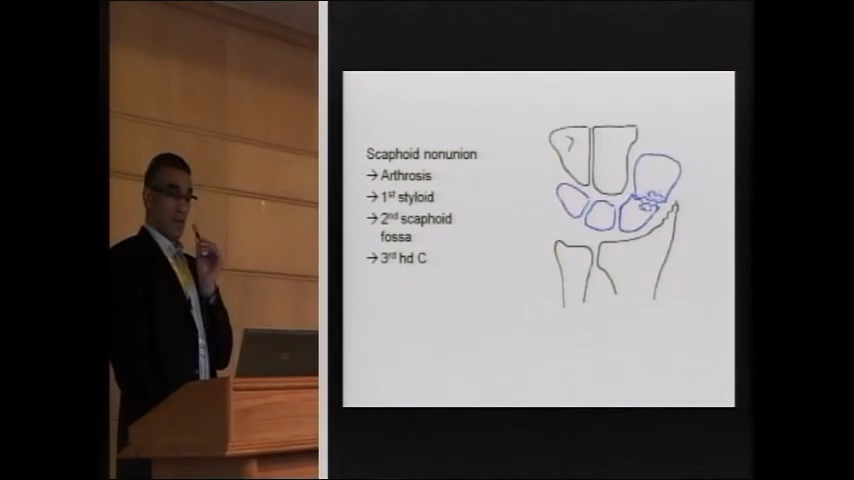 Scaphoid nonunion
→ Arthrosis
→ 1st styloid
→ 2nd scaphoid
fossa
→ 3rd hd C